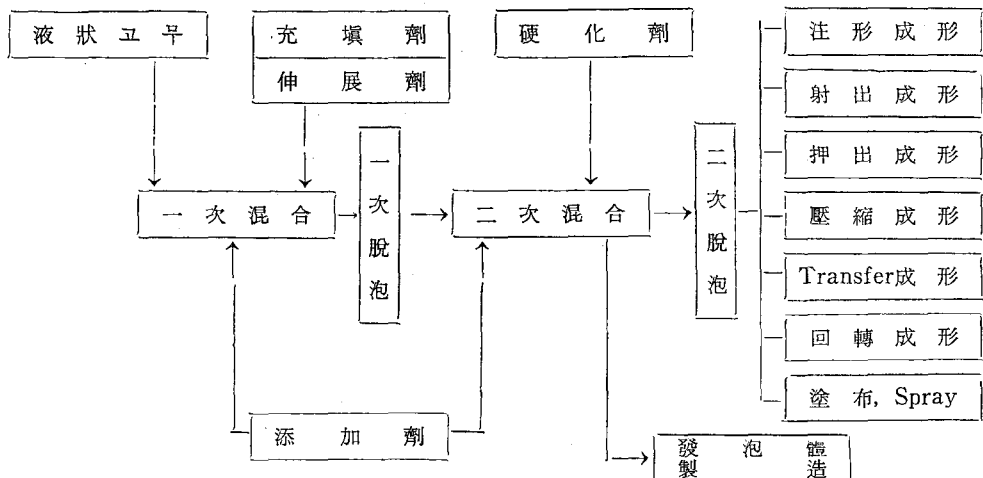 液狀고무
充塡劑
伸展劑
硬化劑
一次混合
一次脫泡
二次混合
二次脫泡
添加劑
注形成形
射出成形
押出成形
壓縮成形
Transfer成形
回轉成形
塗布, Spray
發泡體
製造